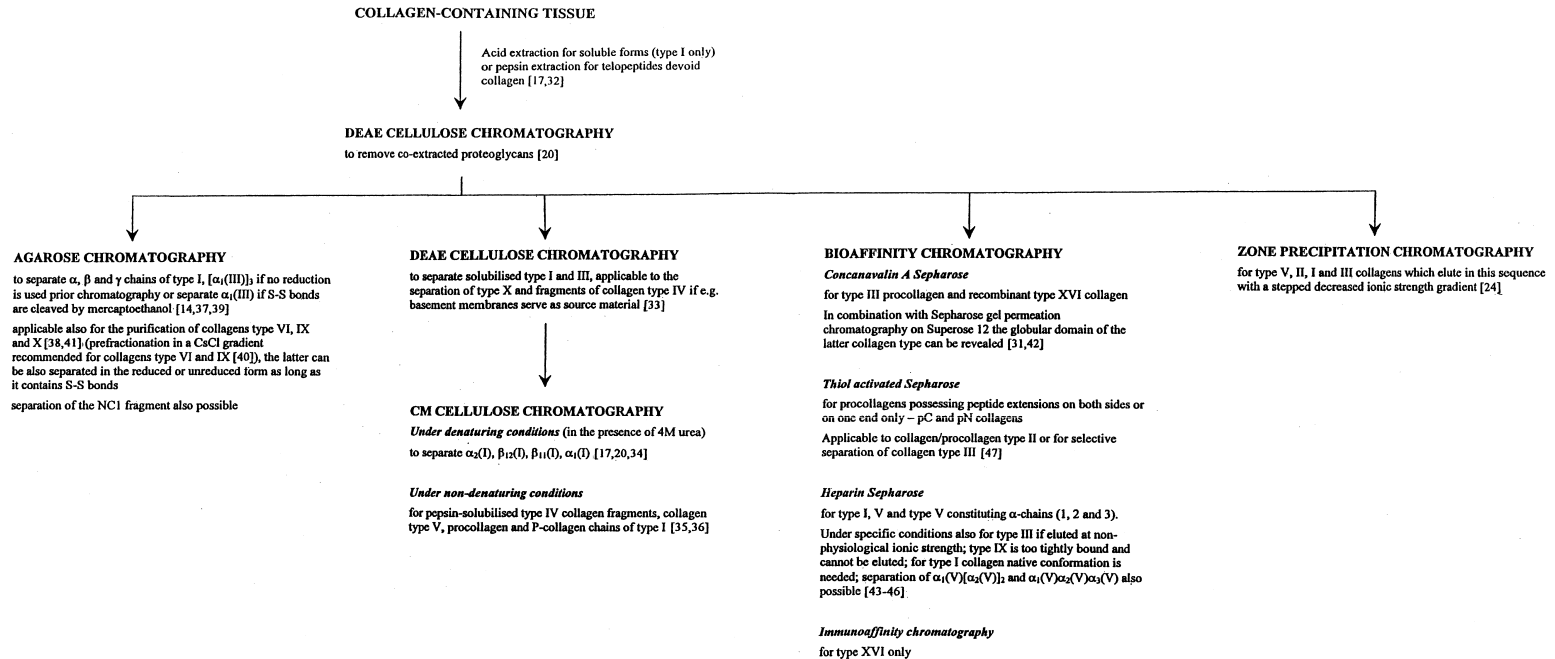 COLLAGEN-CONTAINING TISSUE
Acid extraction for soluble forms (type I only)
or pepsin extraction for telopeptides devoid
collagen [17,32]
DEAE CELLULOSE CHROMATOGRAPHY
to remove co-extracted proteoglycans [20]
AGAROSE CHROMATOGRAPHY
to separate α, β and γ chains of type I, [α₁(III)]₃ if no reduction
is used prior chromatography or separate α₁(III) if S-S bonds
are cleaved by mercaptoethanol [14,37,39]
applicable also for the purification of collagens type VI, IX
and X [38,41] (prefractionation in a CsCl gradient
recommended for collagens type VI and IX [40]), the latter can
be also separated in the reduced or unreduced form as long as
it contains S-S bonds
separation of the NC1 fragment also possible
DEAE CELLULOSE CHROMATOGRAPHY
to separate solubilised type I and III, applicable to the
separation of type X and fragments of collagen type IV if e.g.
basement membranes serve as source material [33]
CM CELLULOSE CHROMATOGRAPHY
Under denaturing conditions (in the presence of 4M urea)
to separate α₂(I), β₁₂(I), β₁₁(I), α₁(I) [17,20,34]
Under non-denaturing conditions
for pepsin-solubilised type IV collagen fragments, collagen
type V, procollagen and P-collagen chains of type I [35,36]
BIOAFFINITY CHROMATOGRAPHY
Concanavalin A Sepharose
for type III procollagen and recombinant type XVI collagen
In combination with Sepharose gel permeation
chromatography on Superose 12 the globular domain of the
latter collagen type can be revealed [31,42]
Thiol activated Sepharose
for procollagens possessing peptide extensions on both sides or
on one end only – pC and pN collagens
Applicable to collagen/procollagen type II or for selective
separation of collagen type III [47]
Heparin Sepharose
for type I, V and type V constituting α-chains (1, 2 and 3).
Under specific conditions also for type III if eluted at non-
physiological ionic strength; type IX is too tightly bound and
cannot be eluted; for type I collagen native conformation is
needed; separation of α₁(V)[α₂(V)]₂ and α₁(V)α₂(V)α₃(V) also
possible [43-46]
Immunoaffinity chromatography
for type XVI only
ZONE PRECIPITATION CHROMATOGRAPHY
for type V, II, I and III collagens which elute in this sequence
with a stepped decreased ionic strength gradient [24]